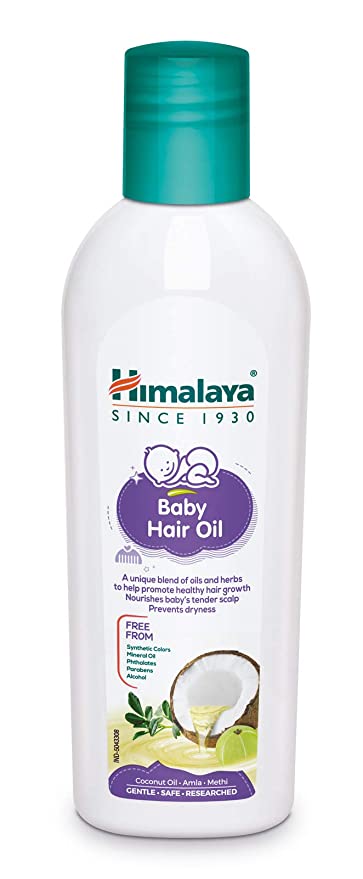 Himalaya®
SINCE 1930
Baby
Hair Oil
A unique blend of oils and herbs
to help promote healthy hair growth
Nourishes baby's tender scalp
Prevents dryness
FREE
FROM
Synthetic Colors
Mineral Oil
Phthalates
Parabens
Alcohol
IND-5043308
Coconut Oil • Amla • Methi
GENTLE • SAFE • RESEARCHED